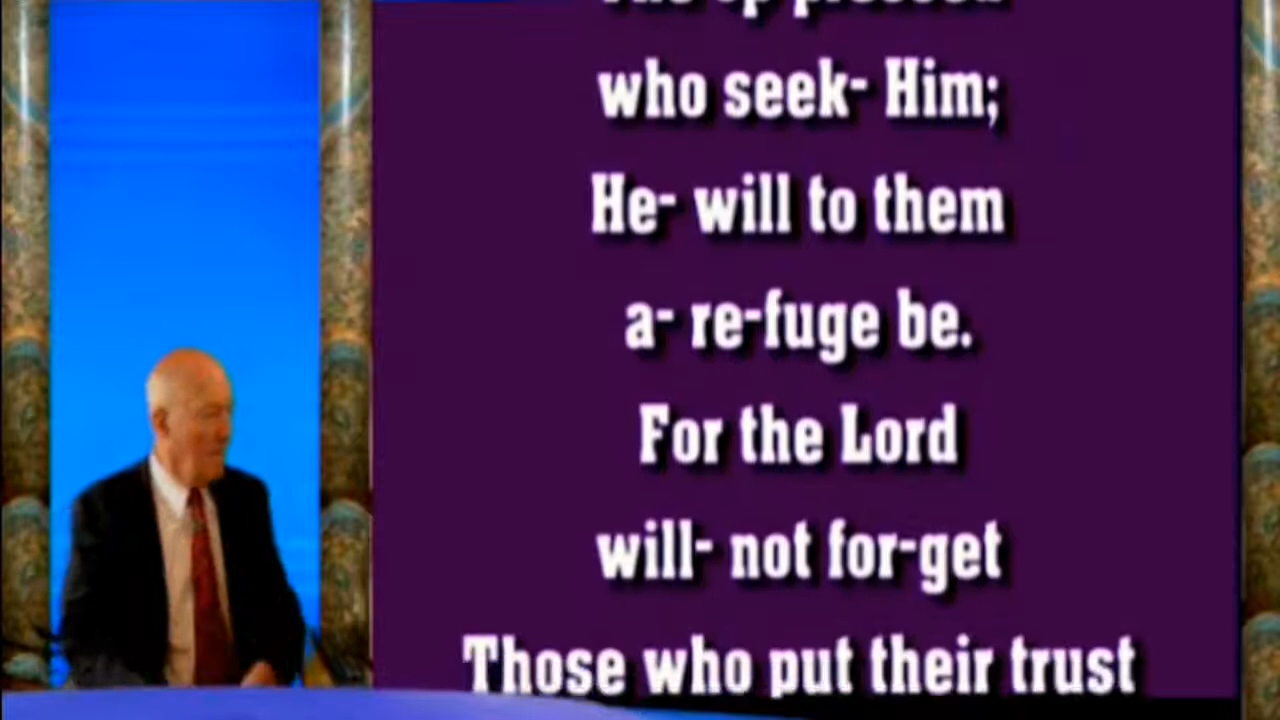 who seek- Him;
He- will to them
a- re-fuge be.
For the Lord
will- not for-get
Those who put their trust